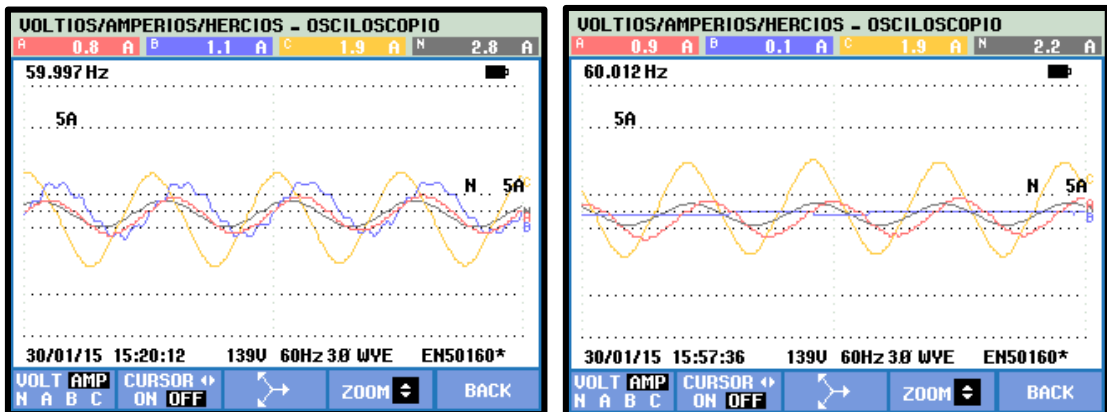 VOLTIOS/AMPERIOS/HERCIOS - OSCILOSCOPIO
A 0.8 A B 1.1 A C 1.9 A N 2.8 A
59.997 Hz
5A
N 5A
C
N
A
B
30/01/15 15:20:12 139V 60Hz 3Ø WYE EN50160*
VOLT AMP CURSOR ZOOM BACK
N A B C ON OFF
VOLTIOS/AMPERIOS/HERCIOS - OSCILOSCOPIO
A 0.9 A B 0.1 A C 1.9 A N 2.2 A
60.012 Hz
5A
N 5A
C
B
30/01/15 15:57:36 139V 60Hz 3Ø WYE EN50160*
VOLT AMP CURSOR ZOOM BACK
N A B C ON OFF